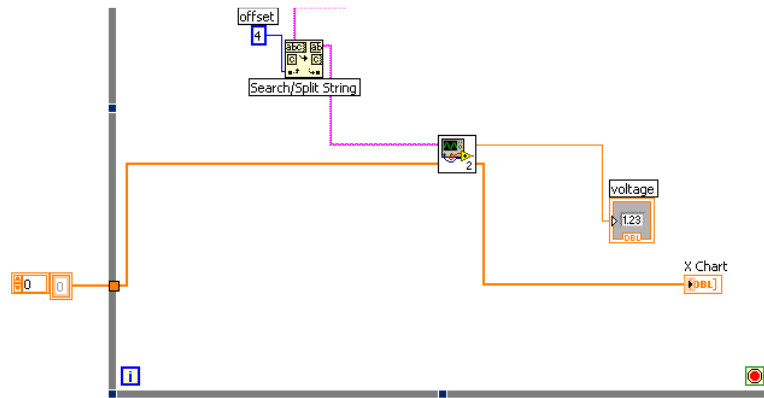 offset
4
abc ab
c c
Search/Split String
2
voltage
1.23
DBL
X Chart
DBL]
0 0
i